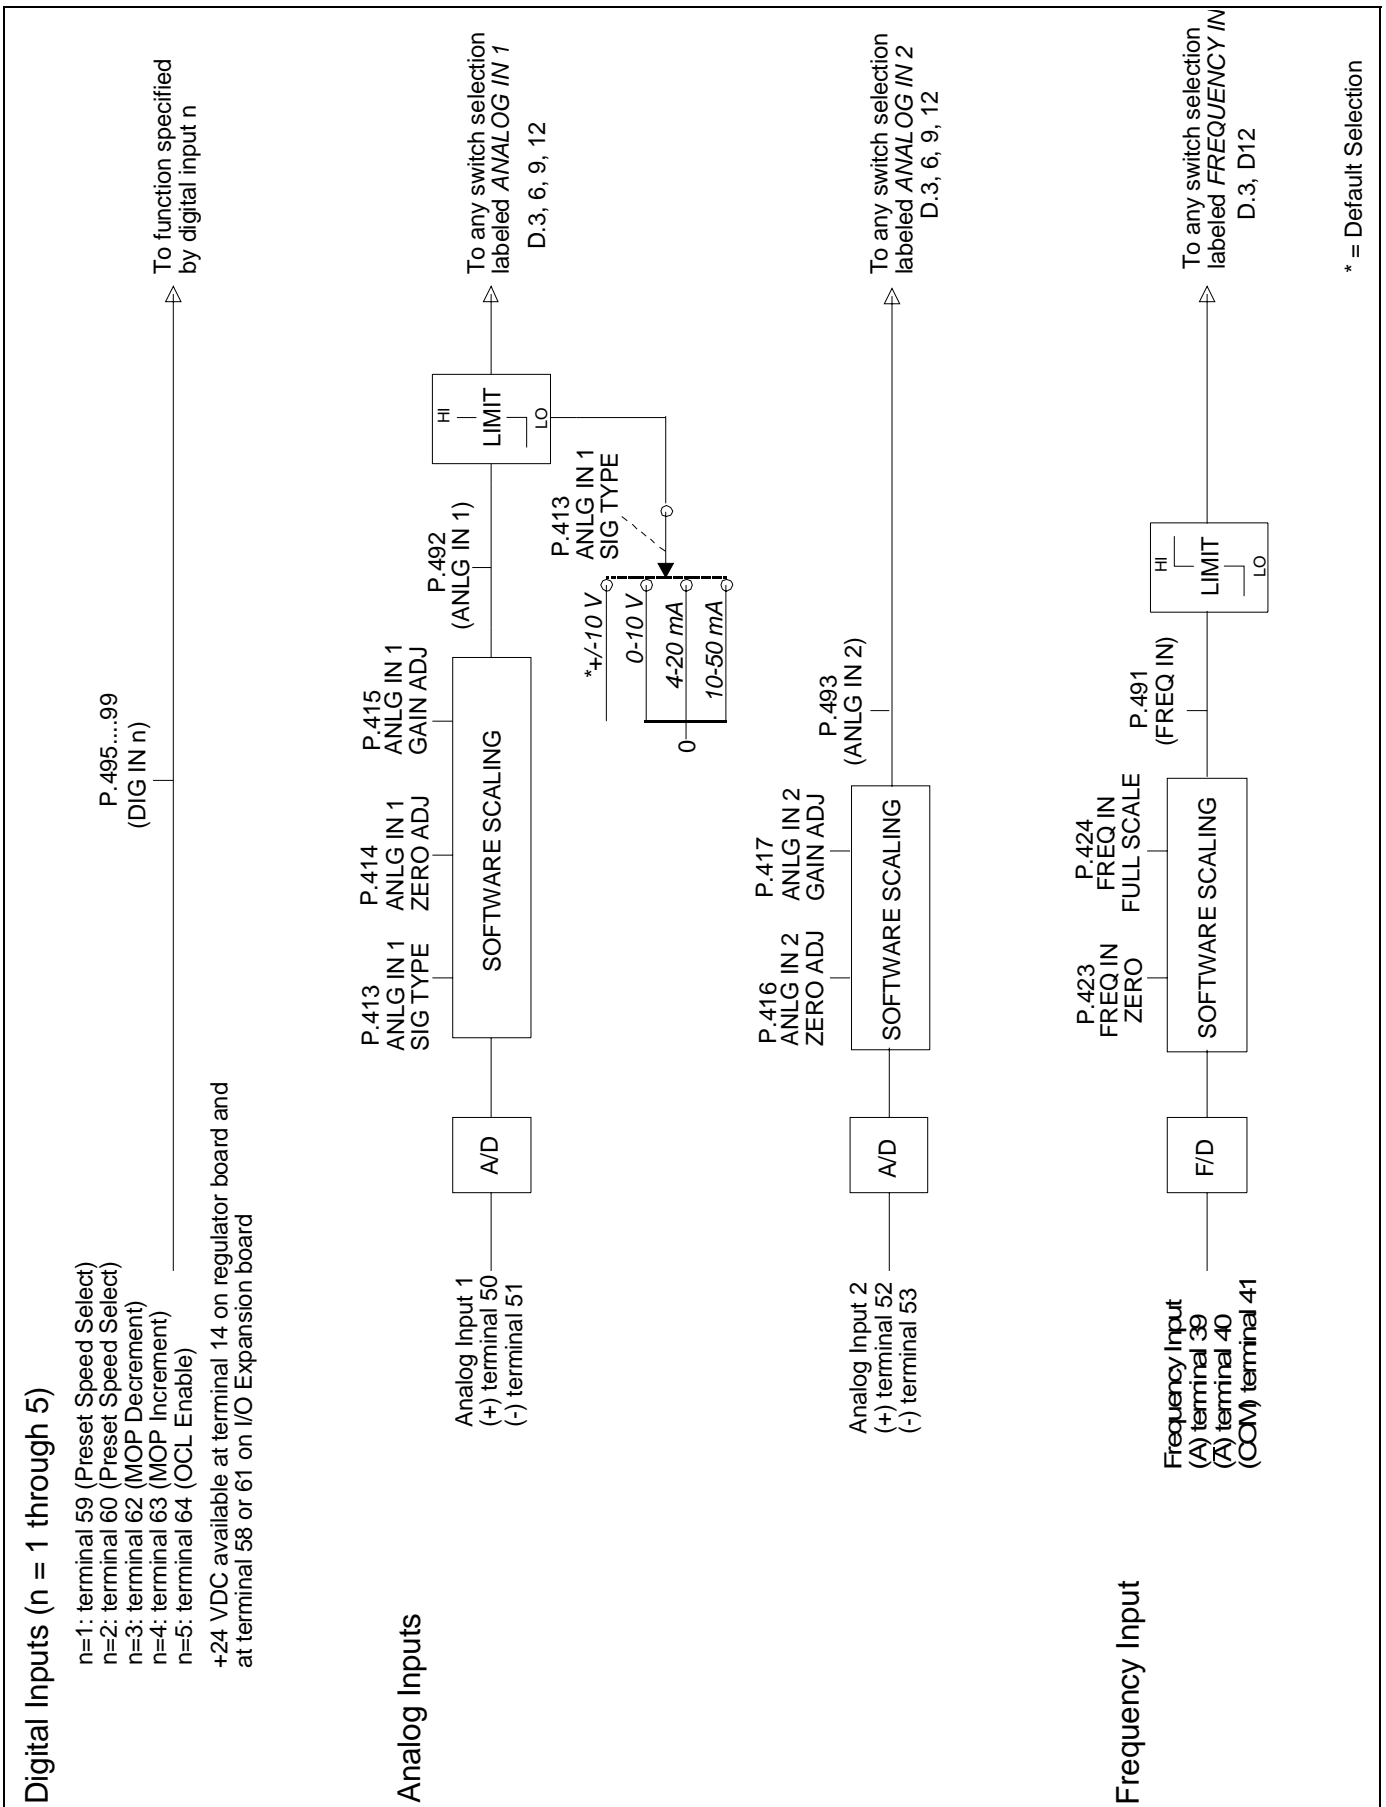 Digital Inputs (n = 1 through 5)
n=1: terminal 59 (Preset Speed Select)
n=2: terminal 60 (Preset Speed Select)
n=3: terminal 62 (MOP Decrement)
n=4: terminal 63 (MOP Increment)
n=5: terminal 64 (OCL Enable)
+24 VDC available at terminal 14 on regulator board and
at terminal 58 or 61 on I/O Expansion board
P.495...99
(DIG IN n)
To function specified
by digital input n
Analog Inputs
Analog Input 1
(+) terminal 50
(-) terminal 51
A/D
P.413
ANLG IN 1
SIG TYPE
P.414
ANLG IN 1
ZERO ADJ
P.415
ANLG IN 1
GAIN ADJ
SOFTWARE SCALING
P.492
(ANLG IN 1)
HI
LIMIT
LO
To any switch selection
labeled ANALOG IN 1
D.3, 6, 9, 12
P.413
ANLG IN 1
SIG TYPE
*+/-10 V
0-10 V
4-20 mA
10-50 mA
0
Analog Input 2
(+) terminal 52
(-) terminal 53
A/D
P.416
ANLG IN 2
ZERO ADJ
P.417
ANLG IN 2
GAIN ADJ
SOFTWARE SCALING
P.493
(ANLG IN 2)
To any switch selection
labeled ANALOG IN 2
D.3, 6, 9, 12
Frequency Input
Frequency Input
(A) terminal 39
(A̅) terminal 40
(COM) terminal 41
F/D
P.423
FREQ IN
ZERO
P.424
FREQ IN
FULL SCALE
SOFTWARE SCALING
P.491
(FREQ IN)
HI
LIMIT
LO
To any switch selection
labeled FREQUENCY IN
D.3, D12
* = Default Selection